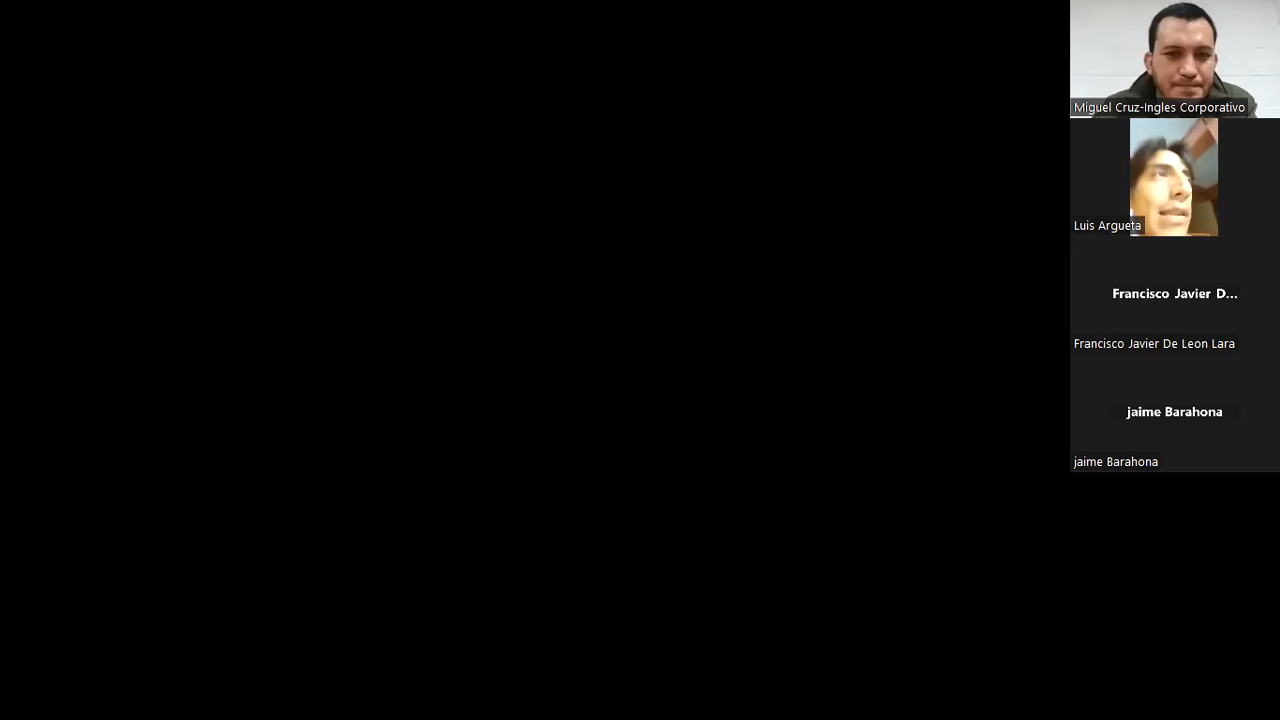 Miguel Cruz-Ingles Corporativo
Luis Argueta
Francisco Javier D...
Francisco Javier De Leon Lara
jaime Barahona
jaime Barahona